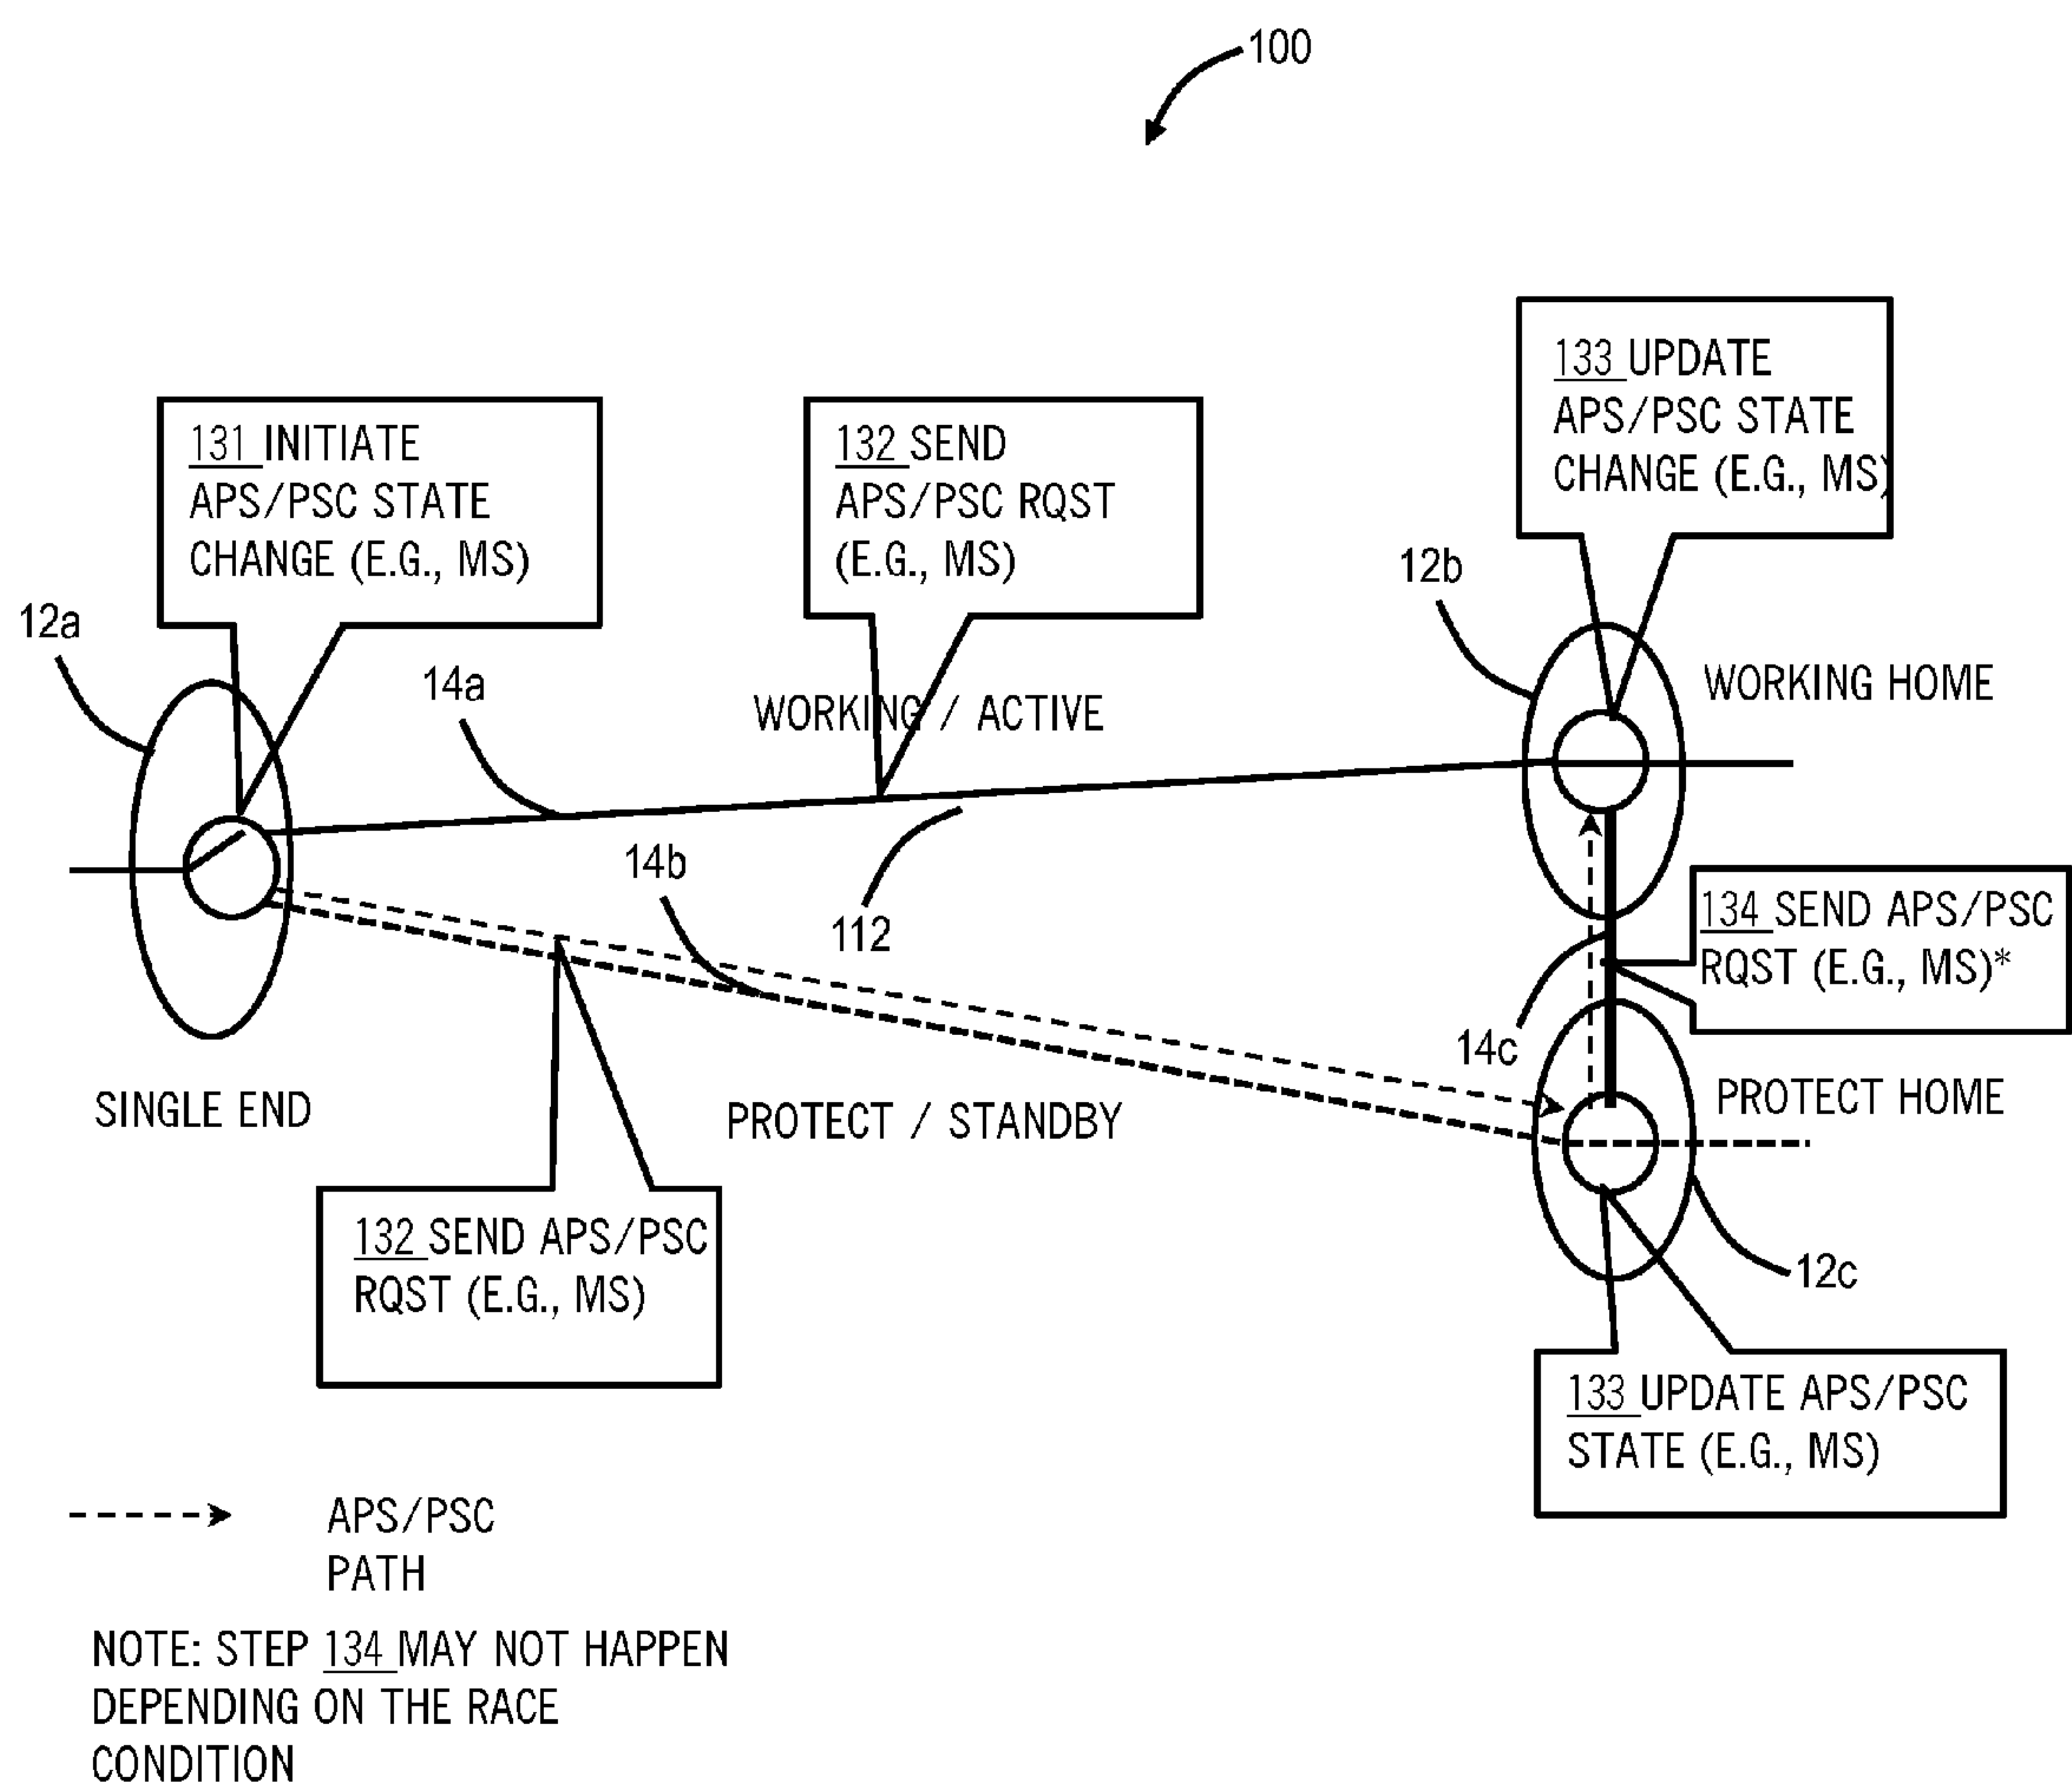 100
133 UPDATE
APS/PSC STATE
CHANGE (E.G., MS)
131 INITIATE
APS/PSC STATE
CHANGE (E.G., MS)
132 SEND
APS/PSC RQST
(E.G., MS)
12b
12a
14a
WORKING / ACTIVE
WORKING HOME
14b
112
134 SEND APS/PSC
RQST (E.G., MS)*
14c
SINGLE END
PROTECT / STANDBY
PROTECT HOME
132 SEND APS/PSC
RQST (E.G., MS)
12c
133 UPDATE APS/PSC
STATE (E.G., MS)
APS/PSC
PATH
NOTE: STEP 134 MAY NOT HAPPEN
DEPENDING ON THE RACE
CONDITION